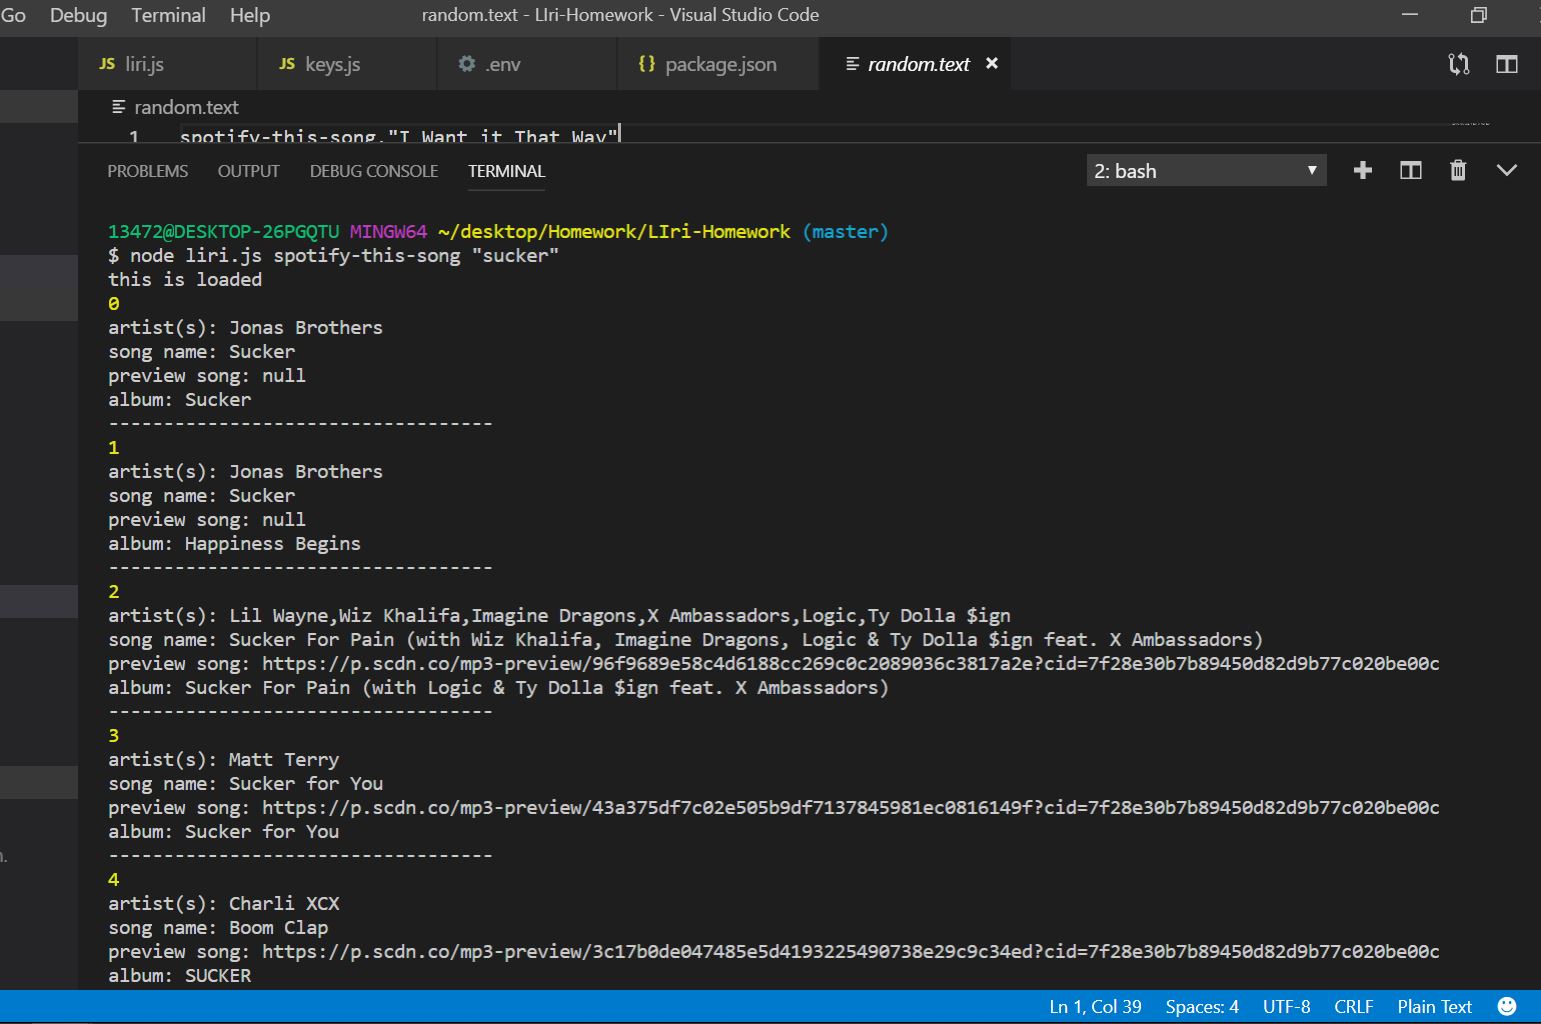 Go Debug Terminal Help random.text - LIri-Homework - Visual Studio Code
JS liri.js JS keys.js .env {} package.json random.text ×
random.text
1 spotify-this-song,"I Want it That Way"
PROBLEMS OUTPUT DEBUG CONSOLE TERMINAL 2: bash
13472@DESKTOP-26PGQTU MINGW64 ~/desktop/Homework/LIri-Homework (master)
$ node liri.js spotify-this-song "sucker"
this is loaded
0
artist(s): Jonas Brothers
song name: Sucker
preview song: null
album: Sucker
-----------------------------------
1
artist(s): Jonas Brothers
song name: Sucker
preview song: null
album: Happiness Begins
-----------------------------------
2
artist(s): Lil Wayne,Wiz Khalifa,Imagine Dragons,X Ambassadors,Logic,Ty Dolla $ign
song name: Sucker For Pain (with Wiz Khalifa, Imagine Dragons, Logic & Ty Dolla $ign feat. X Ambassadors)
preview song: https://p.scdn.co/mp3-preview/96f9689e58c4d6188cc269c0c2089036c3817a2e?cid=7f28e30b7b89450d82d9b77c020be00c
album: Sucker For Pain (with Logic & Ty Dolla $ign feat. X Ambassadors)
-----------------------------------
3
artist(s): Matt Terry
song name: Sucker for You
preview song: https://p.scdn.co/mp3-preview/43a375df7c02e505b9df7137845981ec0816149f?cid=7f28e30b7b89450d82d9b77c020be00c
album: Sucker for You
-----------------------------------
4
artist(s): Charli XCX
song name: Boom Clap
preview song: https://p.scdn.co/mp3-preview/3c17b0de047485e5d4193225490738e29c9c34ed?cid=7f28e30b7b89450d82d9b77c020be00c
album: SUCKER
Ln 1, Col 39 Spaces: 4 UTF-8 CRLF Plain Text